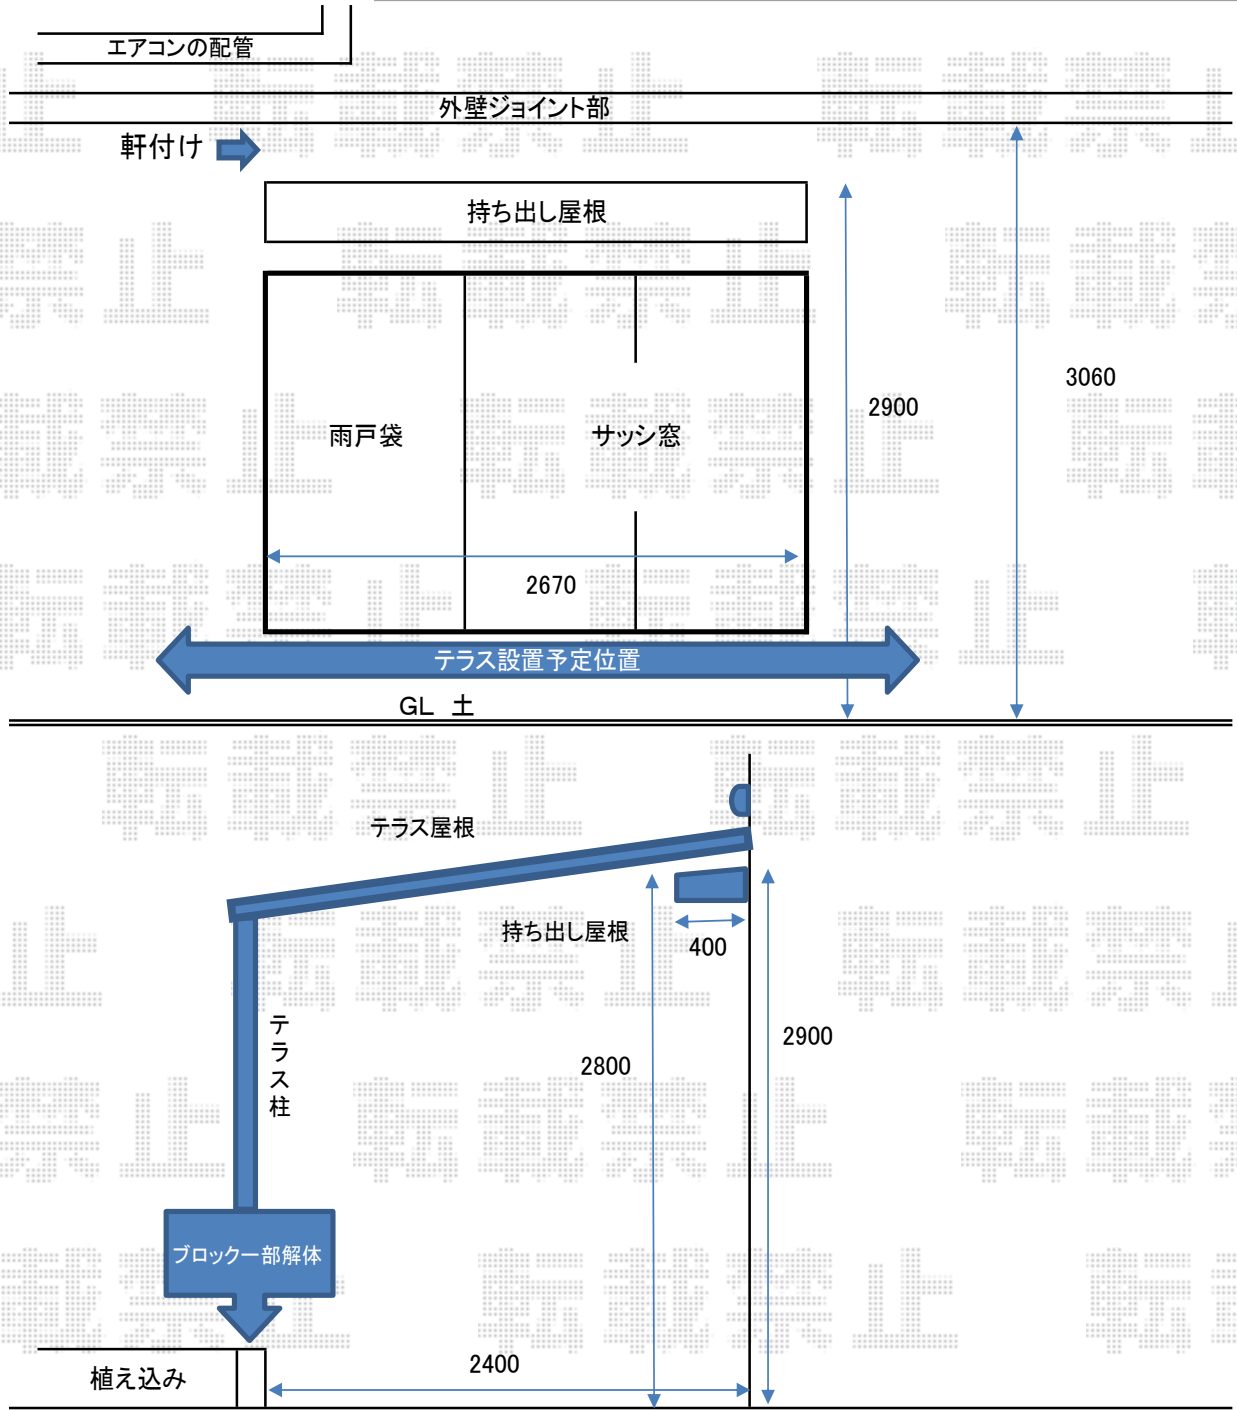 エアコンの配管
外壁ジョイント部
軒付け
持ち出し屋根
3060
2900
雨戸袋
サッシ窓
2670
テラス設置予定位置
GL 土
テラス屋根
持ち出し屋根
400
テラス柱
2800
2900
ブロック一部解体
植え込み
2400
転載禁止